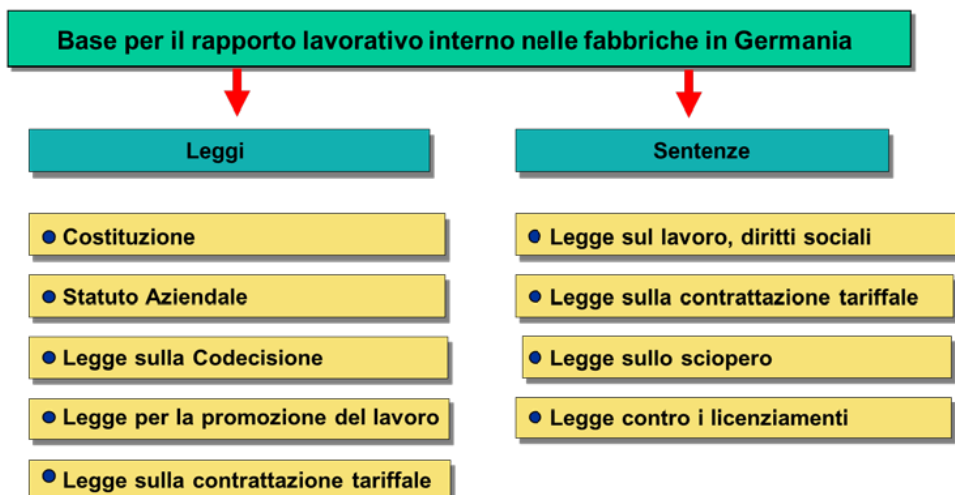 Base per il rapporto lavorativo interno nelle fabbriche in Germania
Leggi
Costituzione
Statuto Aziendale
Legge sulla Codecisione
Legge per la promozione del lavoro
Legge sulla contrattazione tariffale
Sentenze
Legge sul lavoro, diritti sociali
Legge sulla contrattazione tariffale
Legge sullo sciopero
Legge contro i licenziamenti